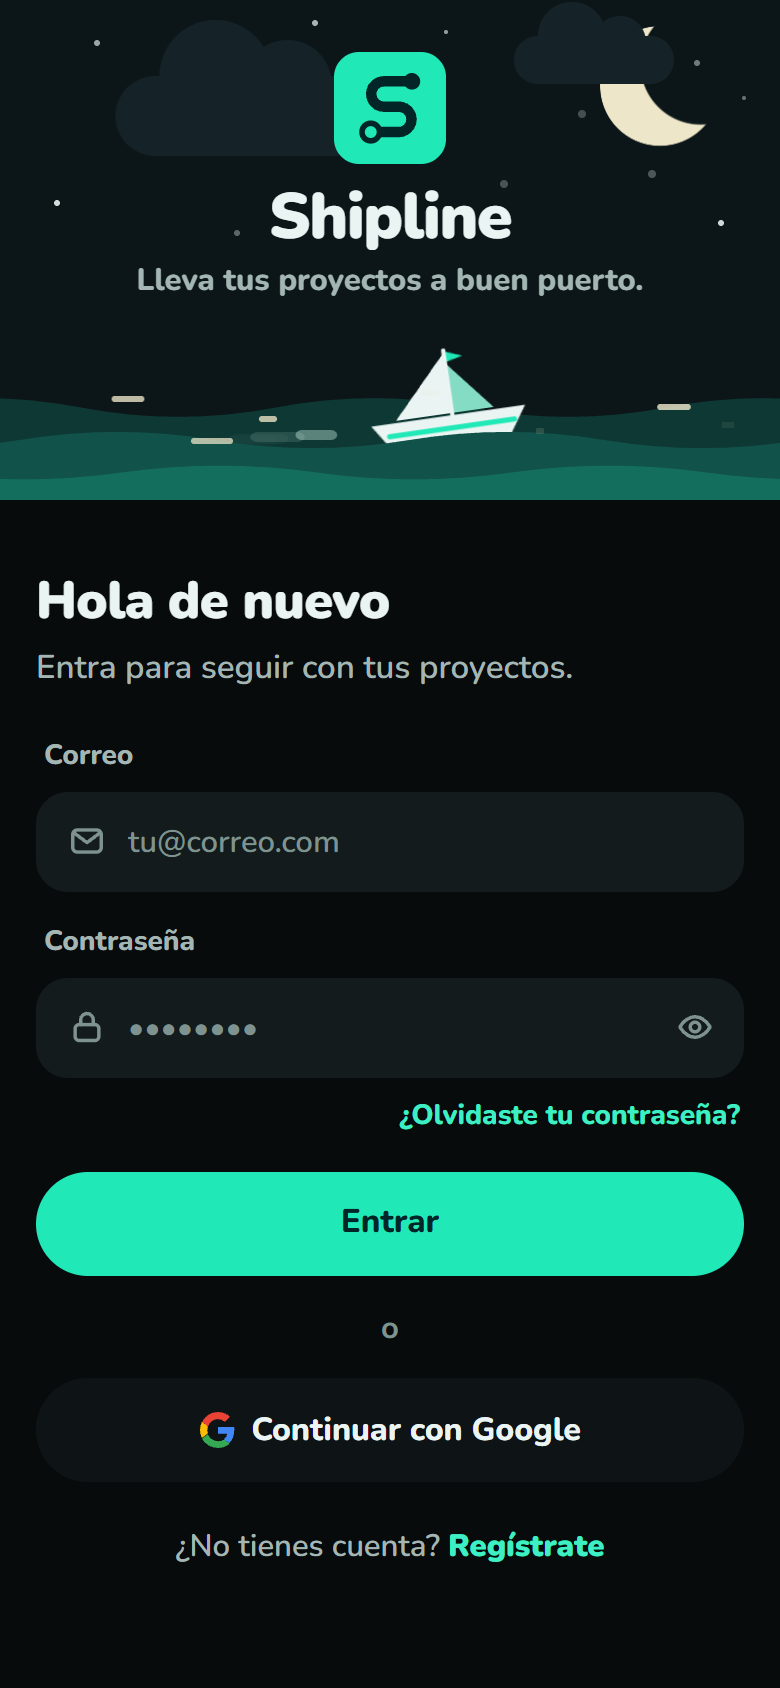 Shipline
Lleva tus proyectos a buen puerto.
Hola de nuevo
Entra para seguir con tus proyectos.
Correo
tu@correo.com
Contraseña
••••••••
¿Olvidaste tu contraseña?
Entrar
o
Continuar con Google
¿No tienes cuenta? Regístrate